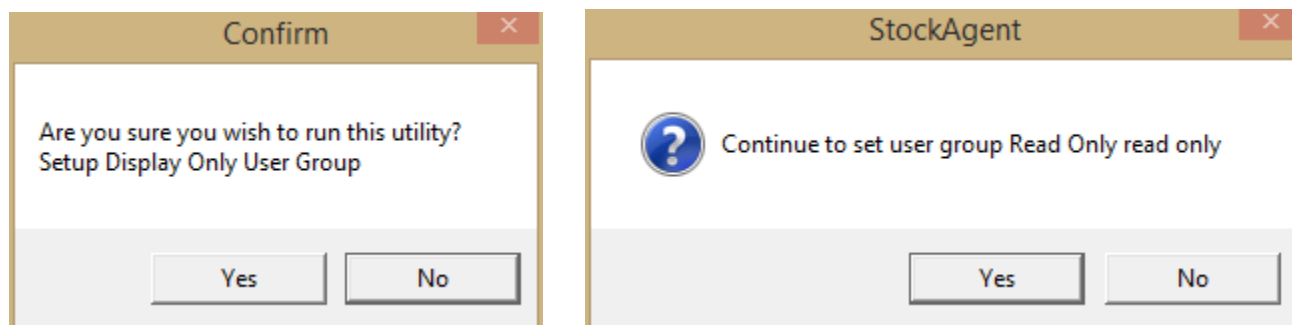 Confirm
Are you sure you wish to run this utility?
Setup Display Only User Group
Yes
No
StockAgent
Continue to set user group Read Only read only
Yes
No